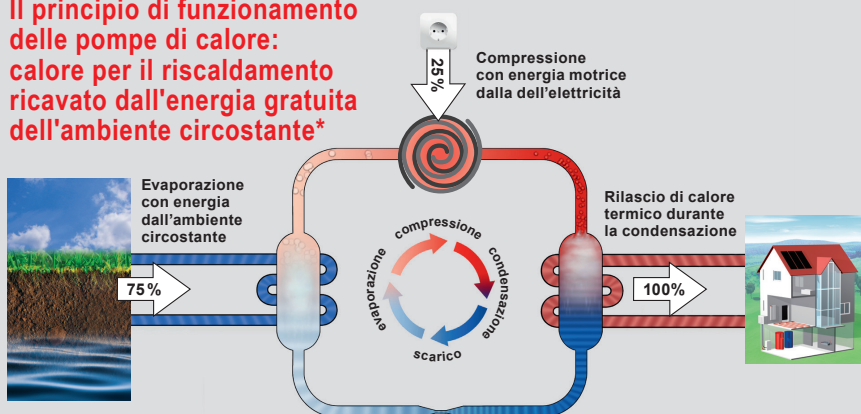 Il principio di funzionamento
delle pompe di calore:
calore per il riscaldamento
ricavato dall'energia gratuita
dell'ambiente circostante*
25%
Compressione
con energia motrice
dalla dell'elettricità
Evaporazione
con energia
dall'ambiente
circostante
75%
compressione
condensazione
scarico
evaporazione
Rilascio di calore
termico durante
la condensazione
100%